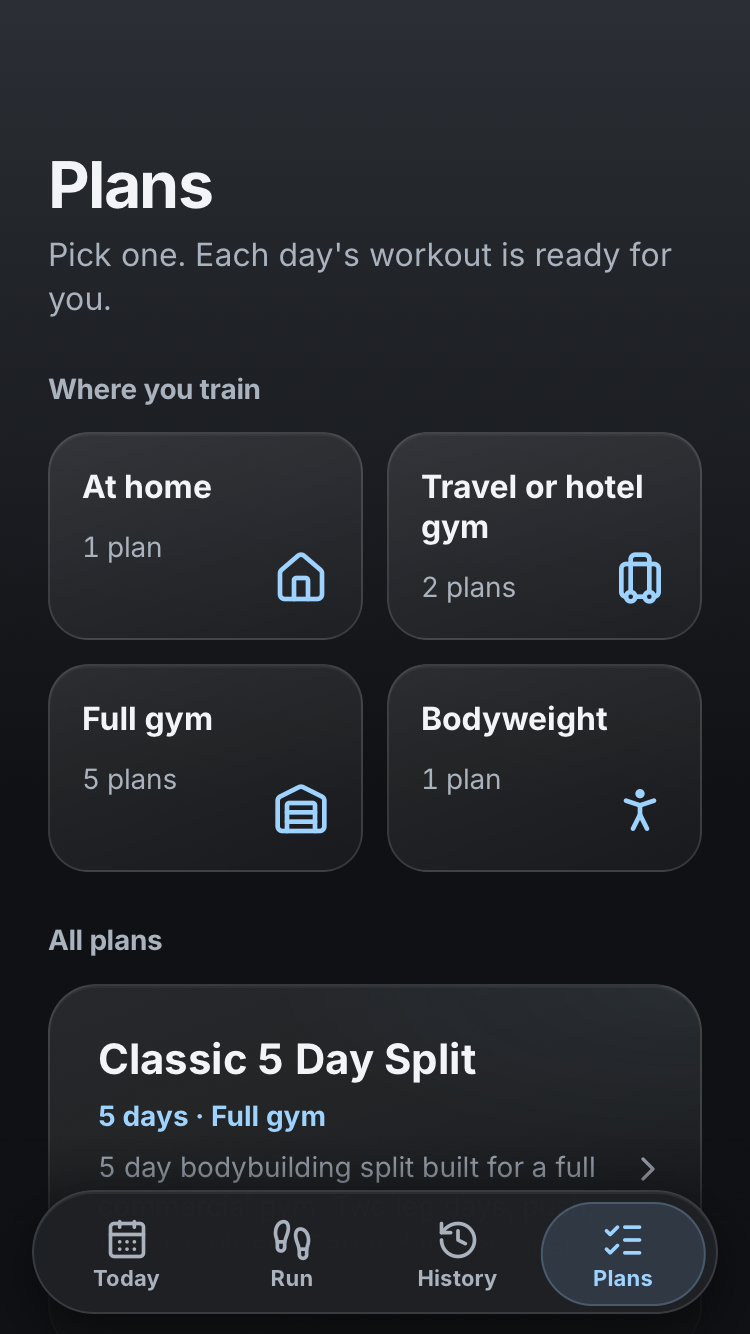 Plans
Pick one. Each day's workout is ready for
you.
Where you train
At home
1 plan
Travel or hotel
gym
2 plans
Full gym
5 plans
Bodyweight
1 plan
All plans
Classic 5 Day Split
5 days · Full gym
5 day bodybuilding split built for a full
Today
Run
History
Plans